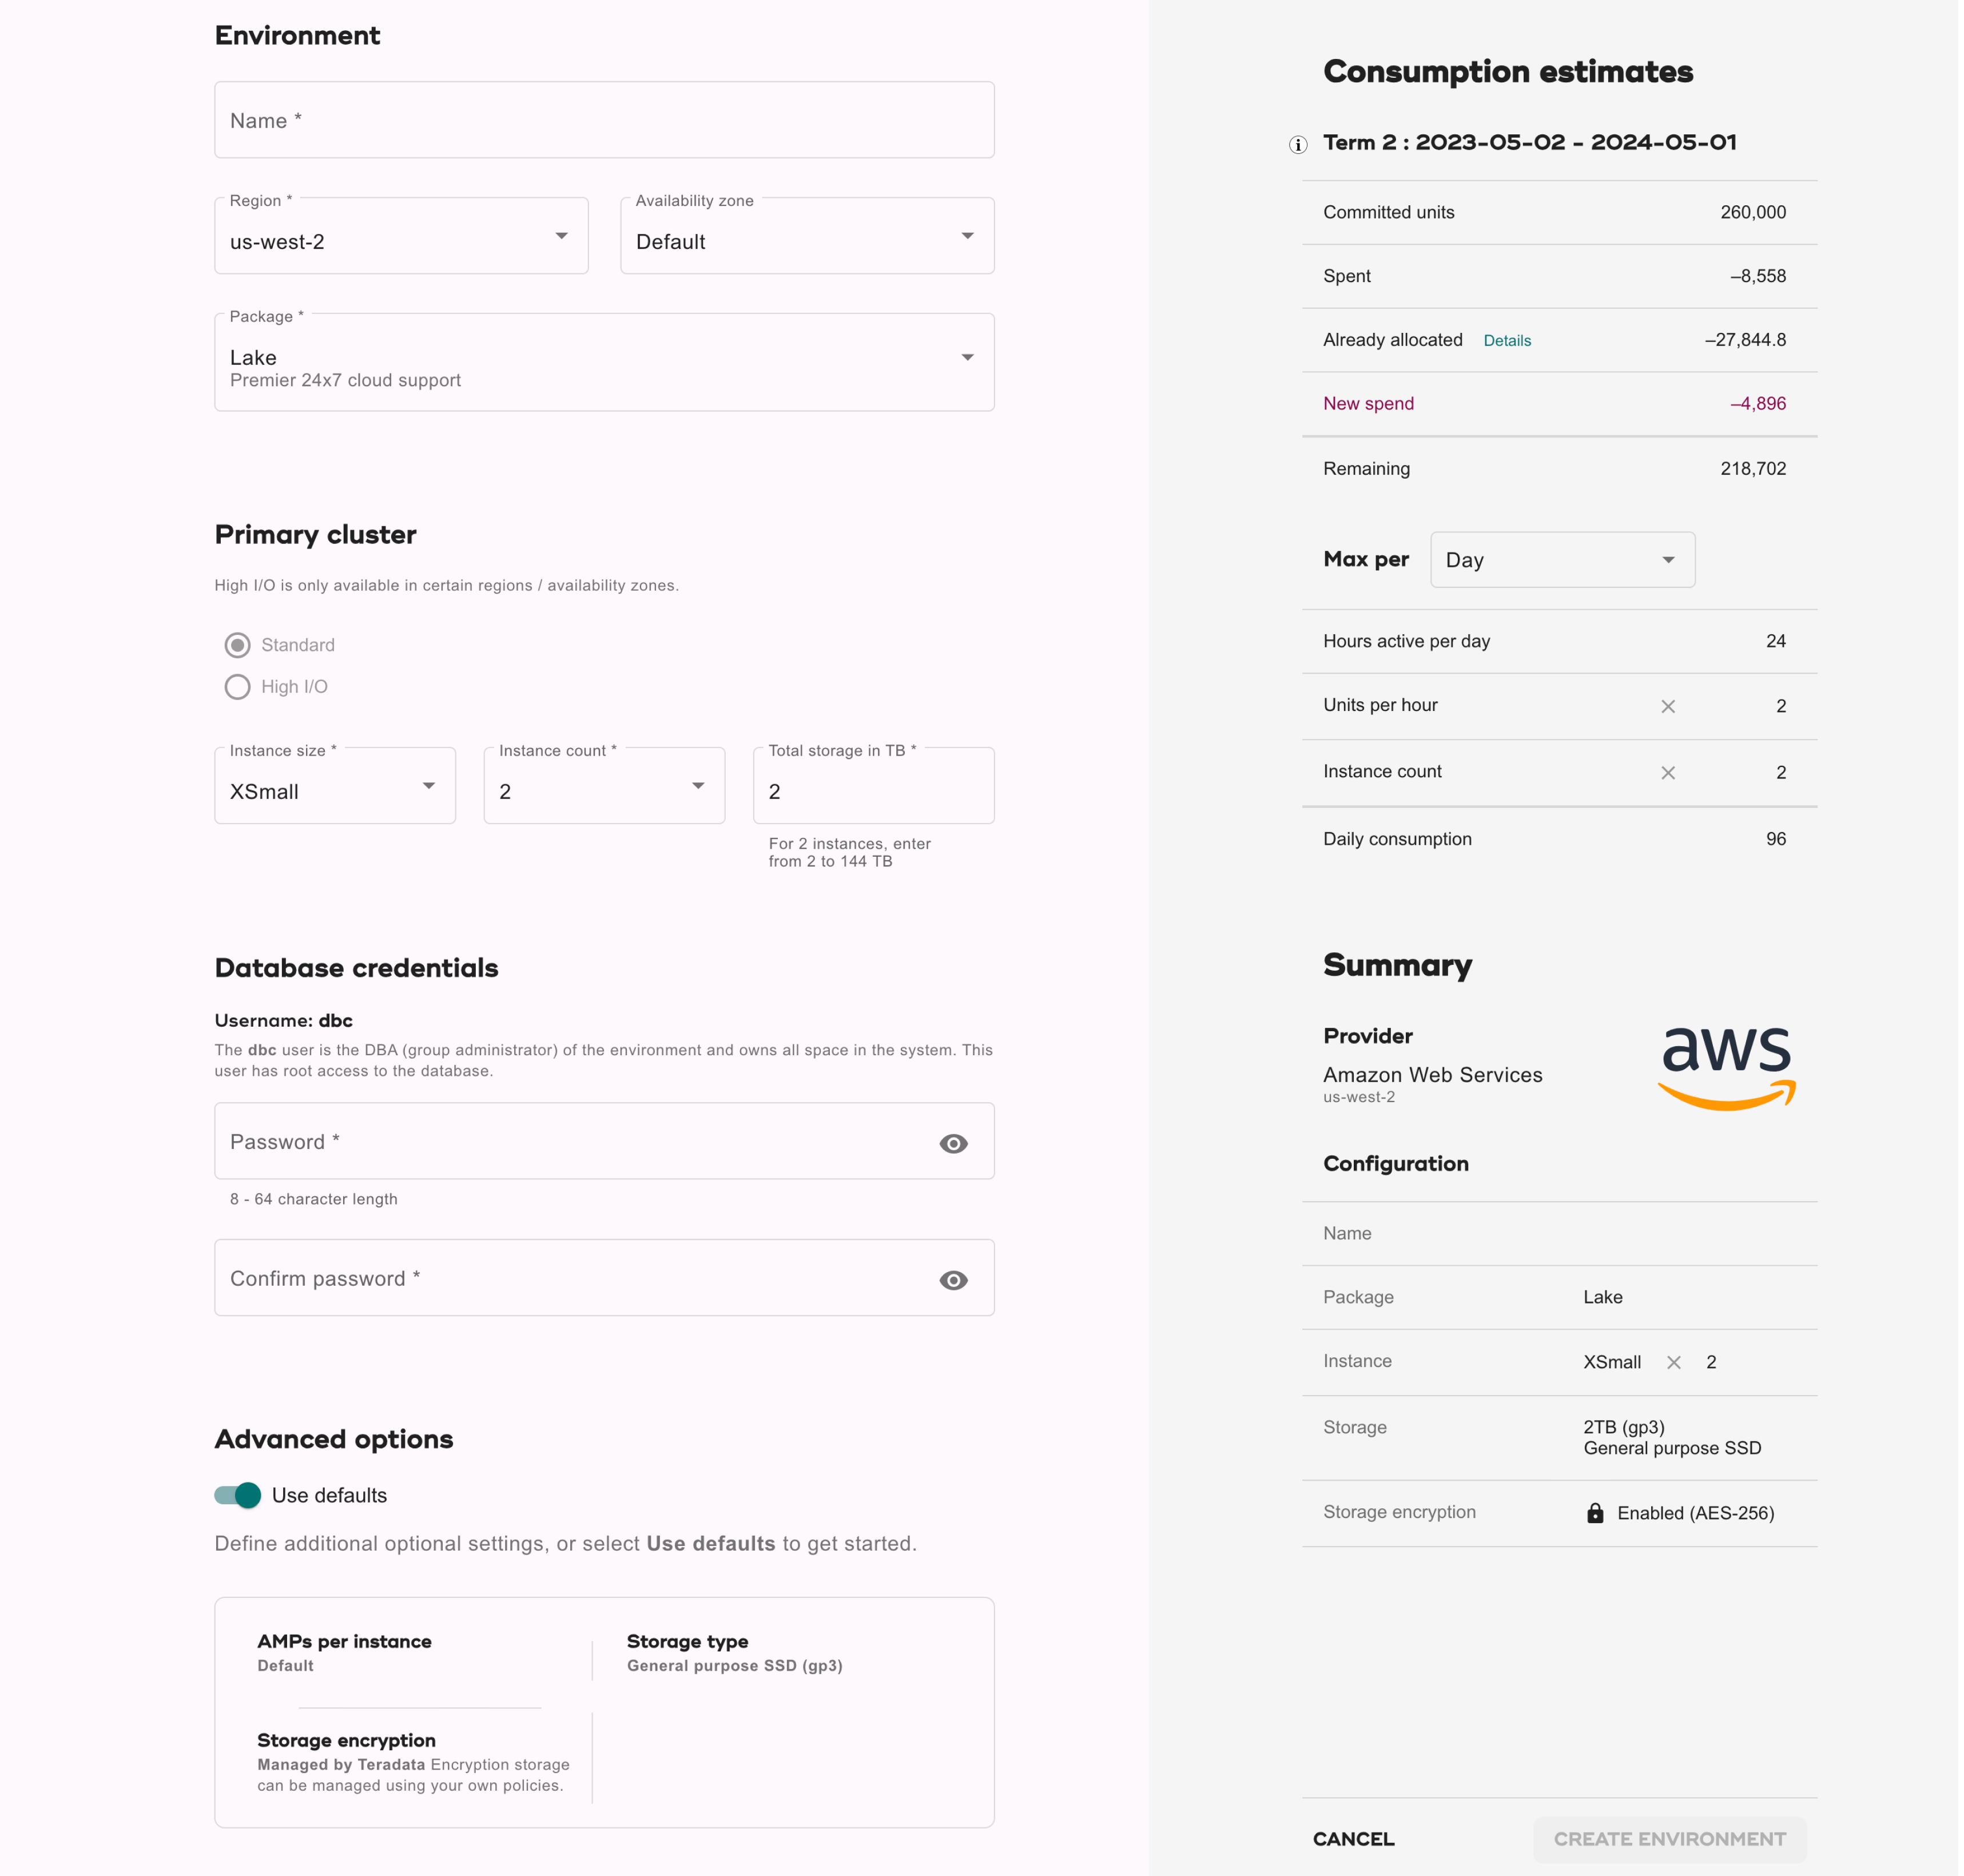 Environment
Name *
Region *
us-west-2
Availability zone
Default
Package *
Lake
Premier 24x7 cloud support
Primary cluster
High I/O is only available in certain regions / availability zones.
Standard
High I/O
Instance size *
XSmall
Instance count *
2
Total storage in TB *
2
For 2 instances, enter
from 2 to 144 TB
Database credentials
Username: dbc
The dbc user is the DBA (group administrator) of the environment and owns all space in the system. This
user has root access to the database.
Password *
8 - 64 character length
Confirm password *
Advanced options
Use defaults
Define additional optional settings, or select Use defaults to get started.
AMPs per instance
Default
Storage type
General purpose SSD (gp3)
Storage encryption
Managed by Teradata Encryption storage
can be managed using your own policies.
Consumption estimates
Term 2 : 2023-05-02 - 2024-05-01
Committed units 260,000
Spent –8,558
Already allocated Details –27,844.8
New spend –4,896
Remaining 218,702
Max per Day
Hours active per day 24
Units per hour × 2
Instance count × 2
Daily consumption 96
Summary
Provider
Amazon Web Services
us-west-2
aws
Configuration
Name
Package Lake
Instance XSmall × 2
Storage 2TB (gp3)
General purpose SSD
Storage encryption Enabled (AES-256)
CANCEL CREATE ENVIRONMENT